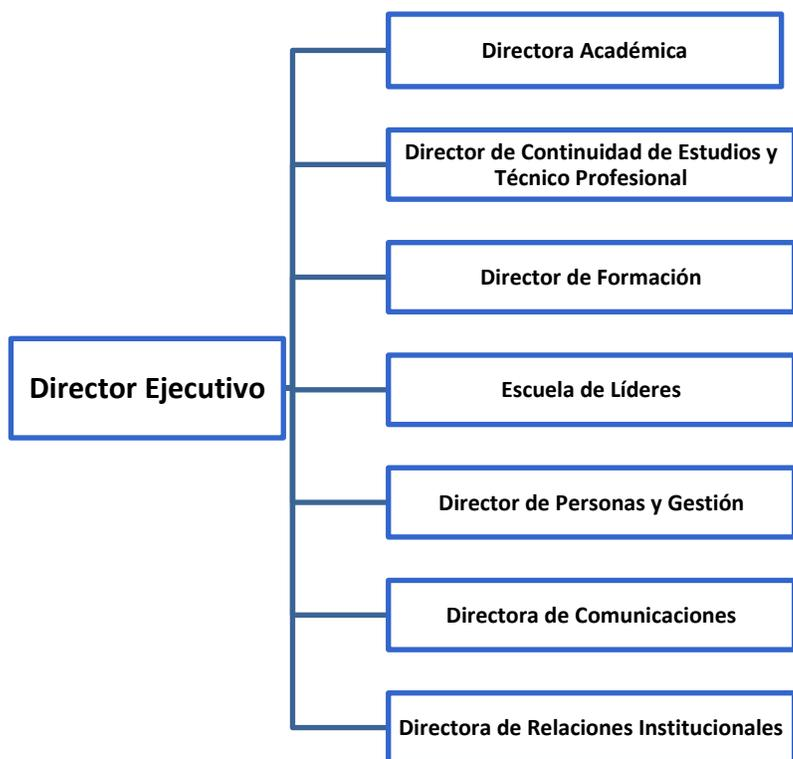 Directora Académica
Director de Continuidad de Estudios y
Técnico Profesional
Director de Formación
Director Ejecutivo
Escuela de Líderes
Director de Personas y Gestión
Directora de Comunicaciones
Directora de Relaciones Institucionales